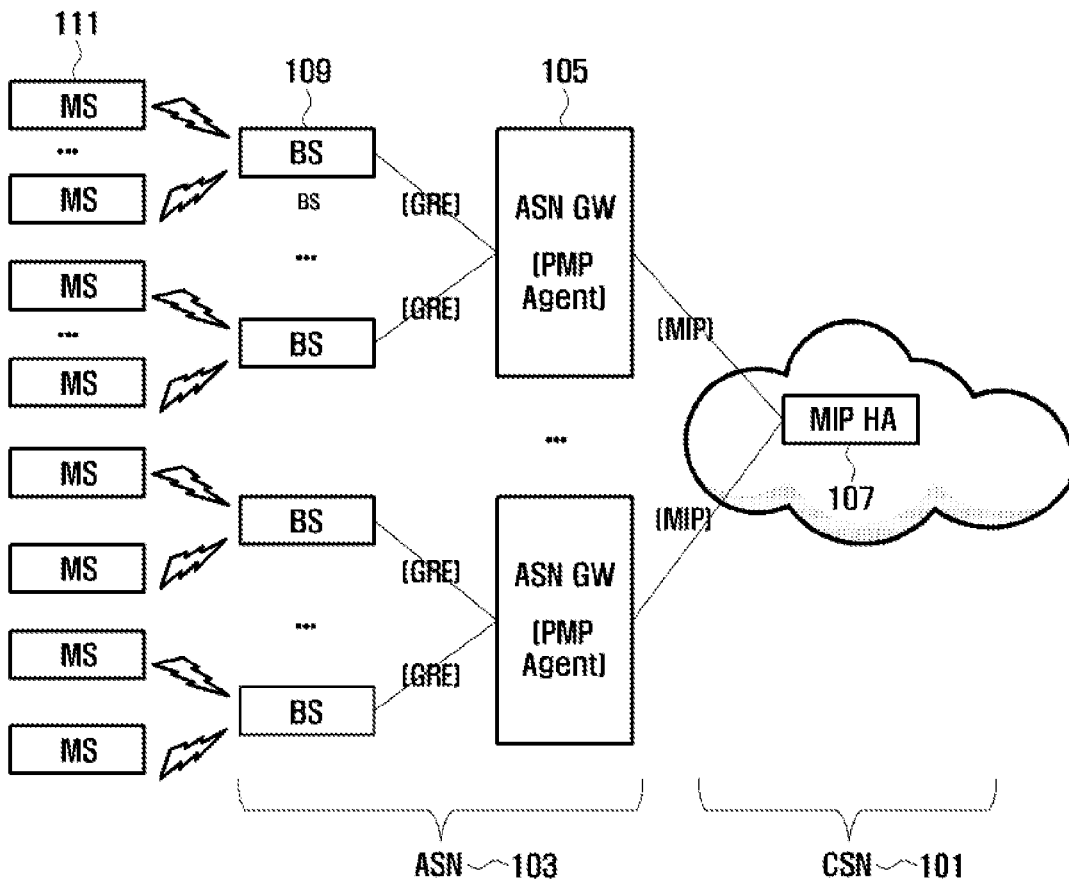 111
109
105
MS
...
MS
MS
...
MS
MS
MS
MS
MS
BS
BS
...
BS
BS
...
BS
(GRE)
(GRE)
(GRE)
(GRE)
ASN GW
(PMP
Agent)
...
ASN GW
(PMP
Agent)
(MIP)
(MIP)
MIP HA
107
ASN 103
CSN 101